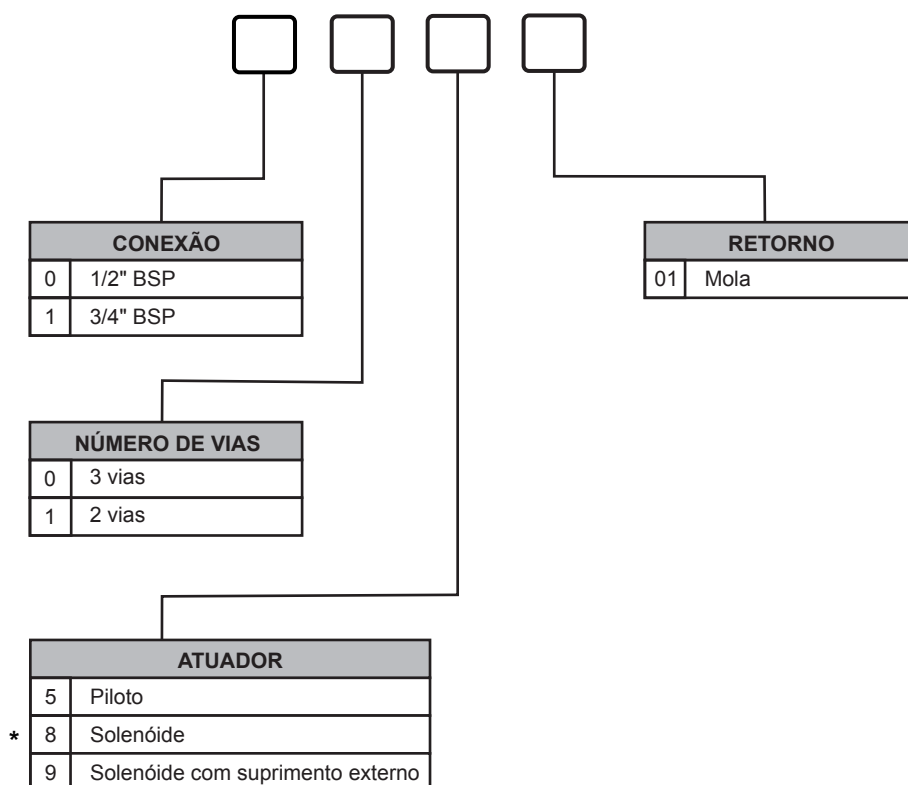 CONEXÃO
0 1/2" BSP
1 3/4" BSP
RETORNO
01 Mola
NÚMERO DE VIAS
0 3 vias
1 2 vias
ATUADOR
5 Piloto
* 8 Solenóide
9 Solenóide com suprimento externo